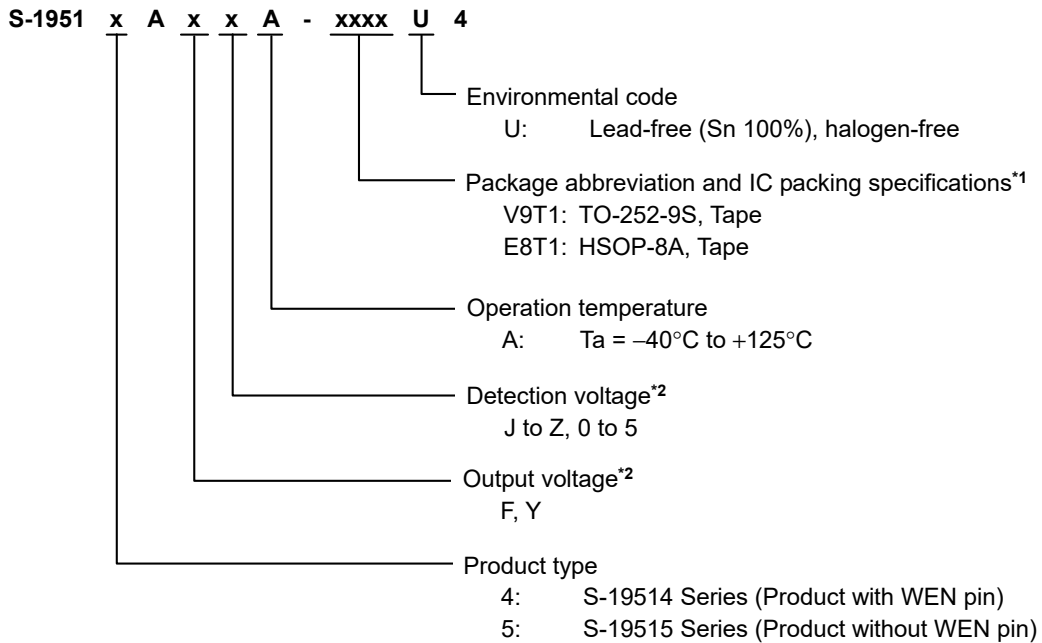 S-1951 x A x x A - xxxx U 4
Environmental code
U: Lead-free (Sn 100%), halogen-free
Package abbreviation and IC packing specifications*1
V9T1: TO-252-9S, Tape
E8T1: HSOP-8A, Tape
Operation temperature
A: Ta = −40°C to +125°C
Detection voltage*2
J to Z, 0 to 5
Output voltage*2
F, Y
Product type
4: S-19514 Series (Product with WEN pin)
5: S-19515 Series (Product without WEN pin)